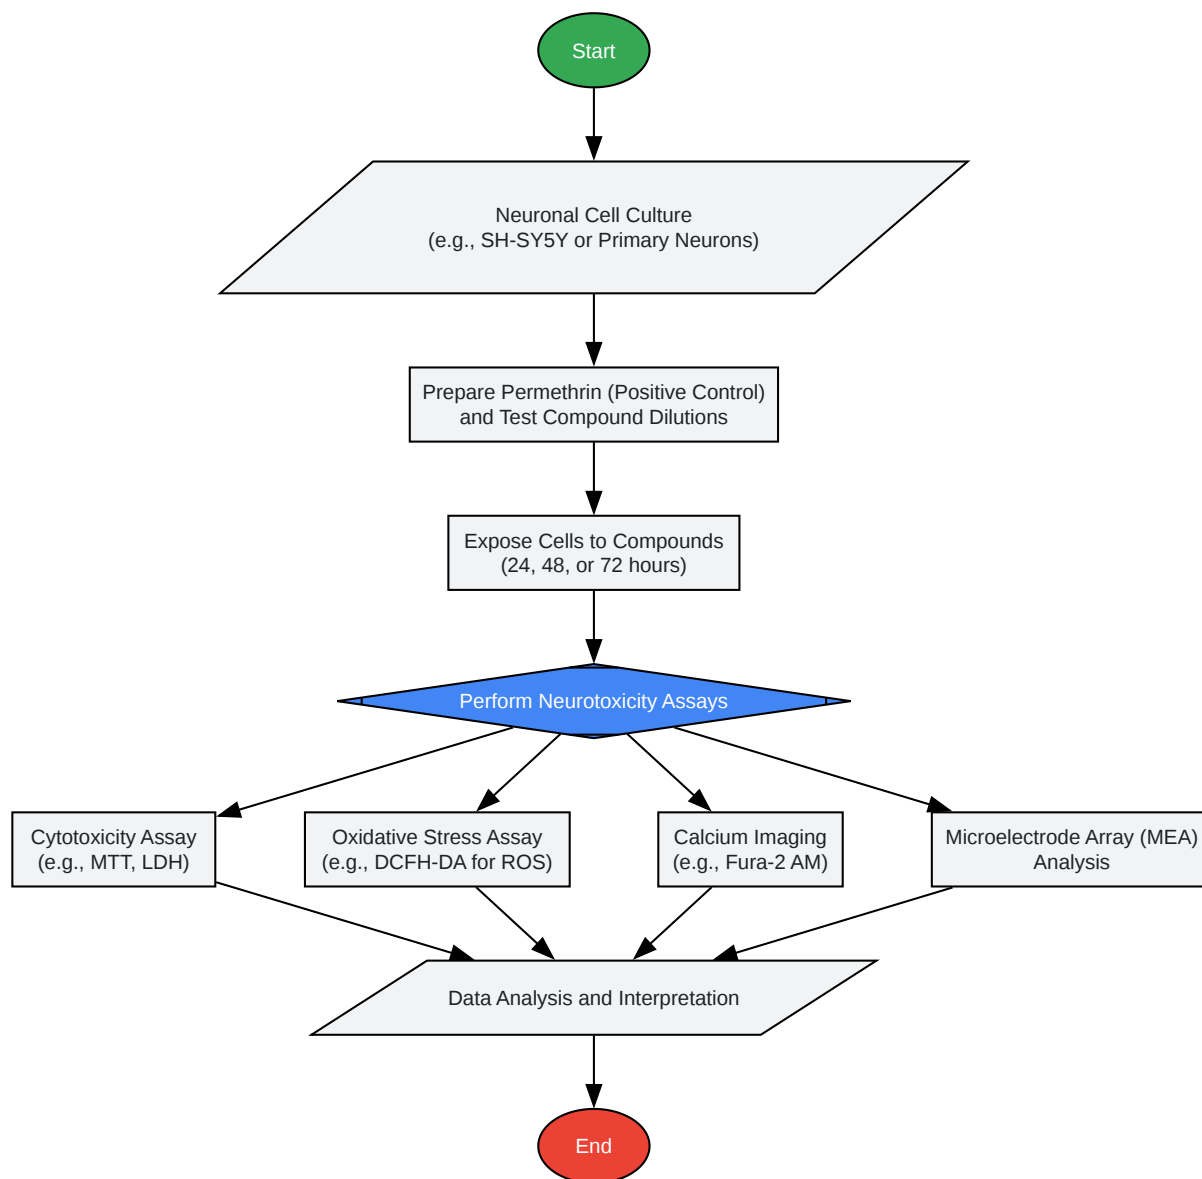 Start
Neuronal Cell Culture
(e.g., SH-SY5Y or Primary Neurons)
Prepare Permethrin (Positive Control)
and Test Compound Dilutions
Expose Cells to Compounds
(24, 48, or 72 hours)
Perform Neurotoxicity Assays
Cytotoxicity Assay
(e.g., MTT, LDH)
Oxidative Stress Assay
(e.g., DCFH-DA for ROS)
Calcium Imaging
(e.g., Fura-2 AM)
Microelectrode Array (MEA)
Analysis
Data Analysis and Interpretation
End